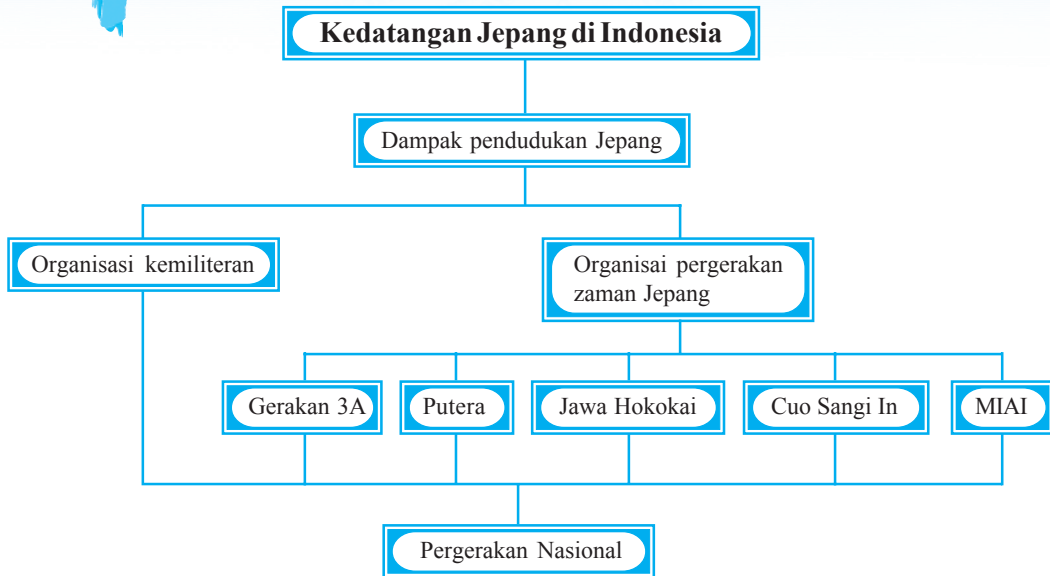 Kedatangan Jepang di Indonesia
Dampak pendudukan Jepang
Organisasi kemiliteran
Organisai pergerakan
zaman Jepang
Gerakan 3A
Putera
Jawa Hokokai
Cuo Sangi In
MIAI
Pergerakan Nasional